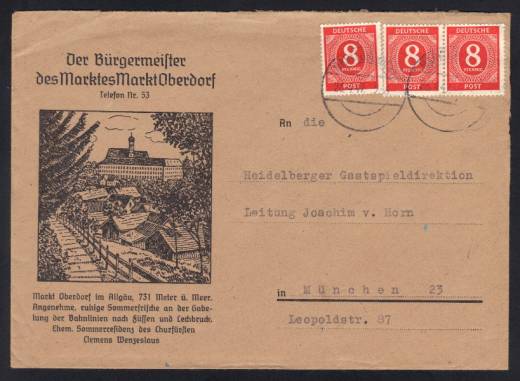 Der Bürgermeister
des Marktes Markt Oberdorf
Telefon Nr. 53
DEUTSCHE DEUTSCHE DEUTSCHE
8 8 8
PFENNIG PFENNIG PFENNIG
POST POST POST
An die
Heidelberger Gastspieldirektion
Leitung Joachim v. Horn
in München 23
Leopoldstr. 87
Markt Oberdorf im Allgäu, 731 Meter ü. Meer.
Angenehme, ruhige Sommerfrische an der Gabe-
lung der Bahnlinien nach Füssen und Lechbruck.
Ehem. Sommerresidenz des Churfürsten
Clemens Wenzeslaus